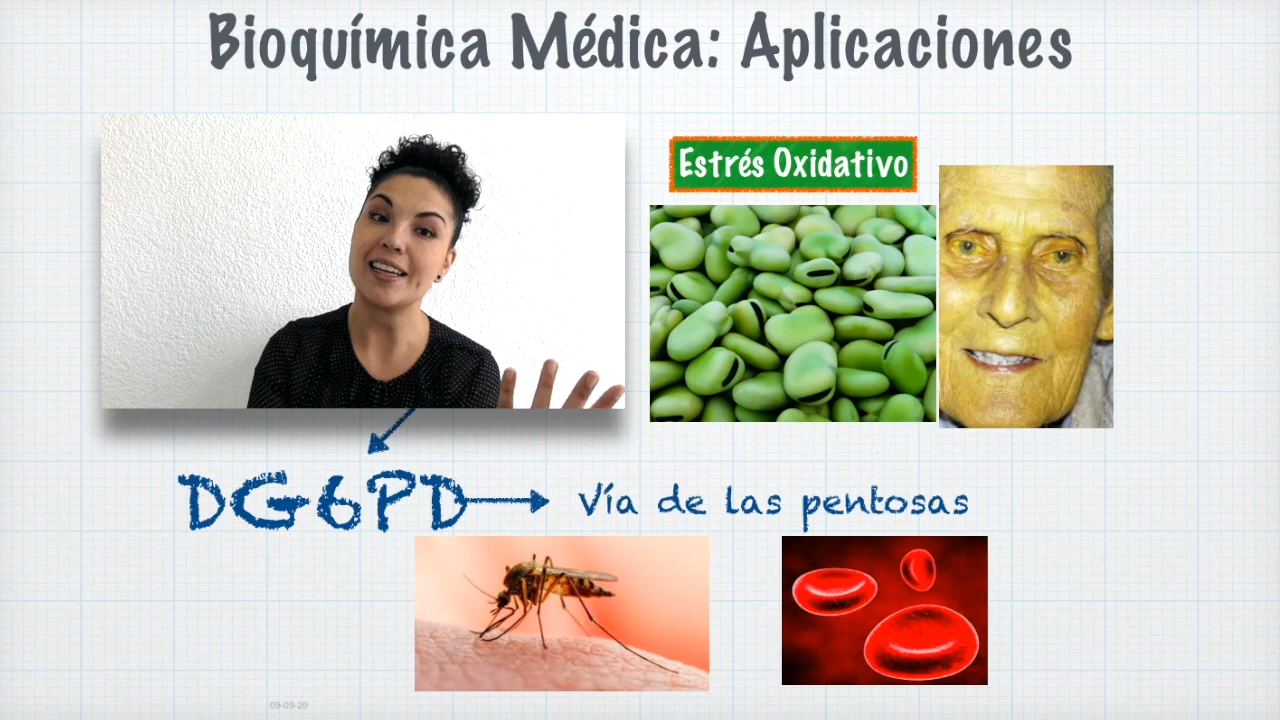 Bioquímica Médica: Aplicaciones
Estrés Oxidativo
DG6PD
Vía de las pentosas
09-09-20